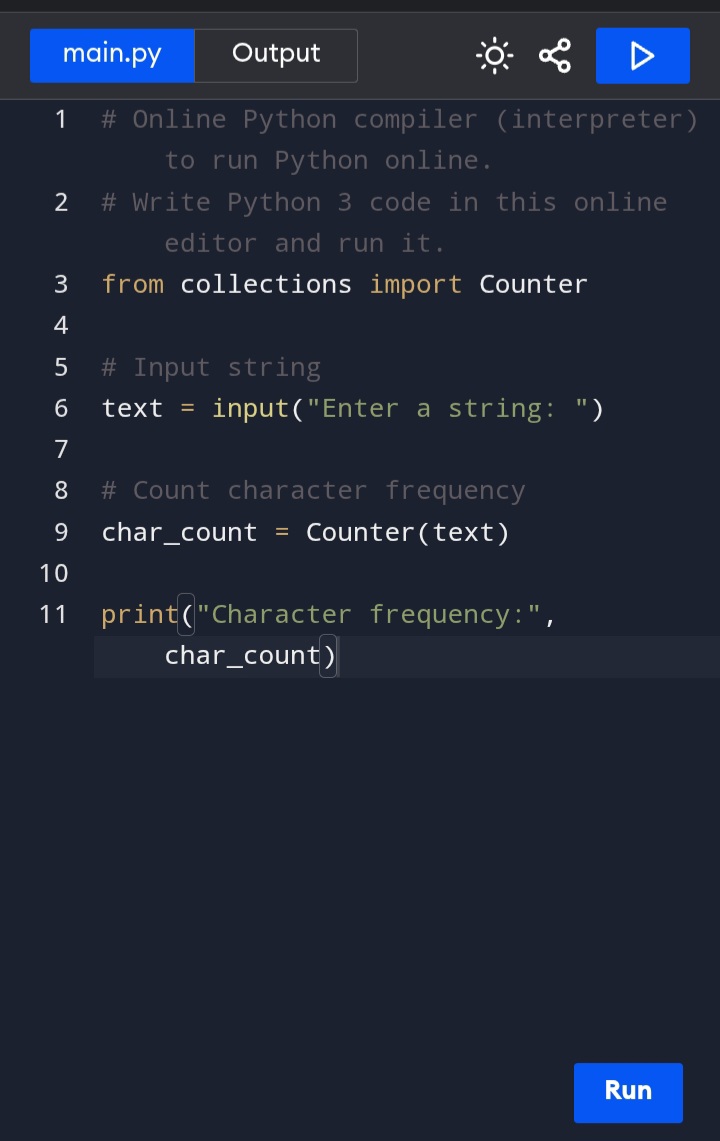 main.py Output
1 # Online Python compiler (interpreter)
to run Python online.
2 # Write Python 3 code in this online
editor and run it.
3 from collections import Counter
4
5 # Input string
6 text = input("Enter a string: ")
7
8 # Count character frequency
9 char_count = Counter(text)
10
11 print("Character frequency:",
char_count)
Run